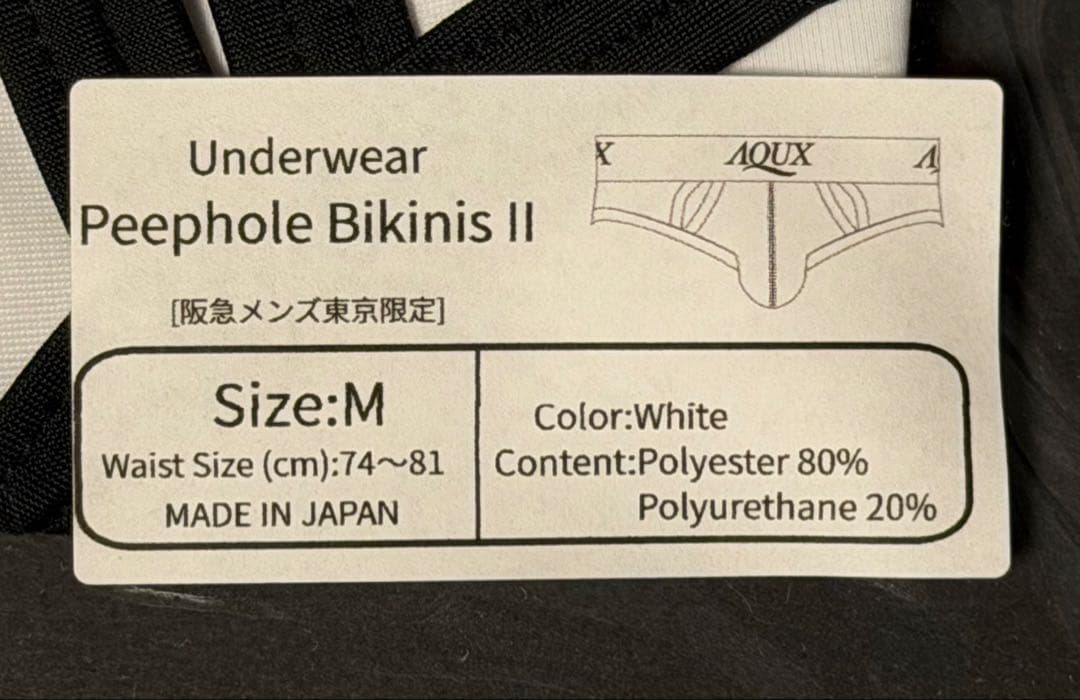 Underwear
Peephole Bikinis II
[阪急メンズ東京限定]
X ΛQUX Λ
Size:M
Waist Size (cm):74～81
MADE IN JAPAN
Color:White
Content:Polyester 80%
Polyurethane 20%